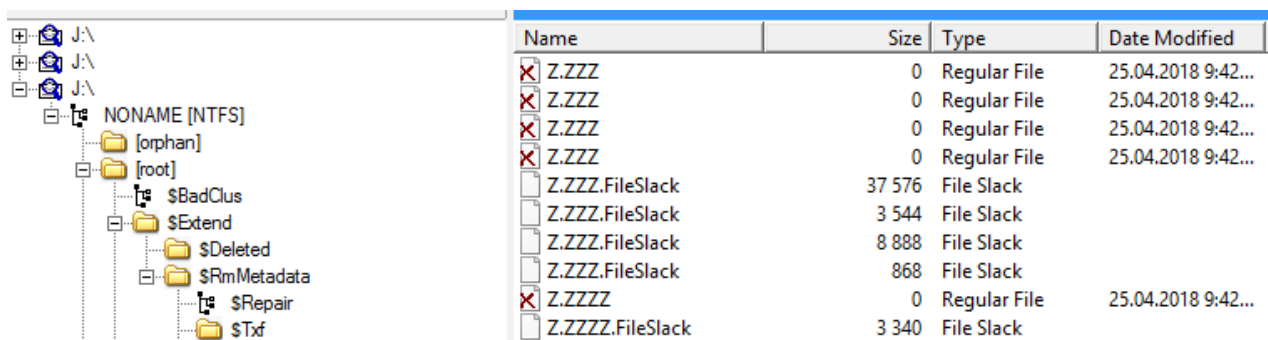 J:\
J:\
J:\
NONAME [NTFS]
[orphan]
[root]
$BadClus
$Extend
$Deleted
$RmMetadata
$Repair
$Txf
Name Size Type Date Modified
Z.ZZZ 0 Regular File 25.04.2018 9:42...
Z.ZZZ 0 Regular File 25.04.2018 9:42...
Z.ZZZ 0 Regular File 25.04.2018 9:42...
Z.ZZZ 0 Regular File 25.04.2018 9:42...
Z.ZZZ.FileSlack 37 576 File Slack
Z.ZZZ.FileSlack 3 544 File Slack
Z.ZZZ.FileSlack 8 888 File Slack
Z.ZZZ.FileSlack 868 File Slack
Z.ZZZZ 0 Regular File 25.04.2018 9:42...
Z.ZZZZ.FileSlack 3 340 File Slack